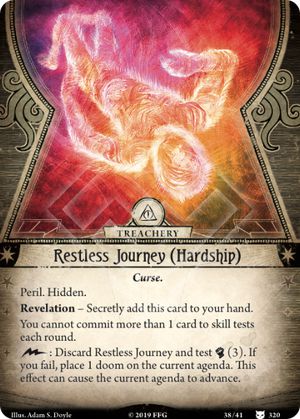 TREACHERY
Restless Journey (Hardship)
Curse.
Peril. Hidden.
Revelation – Secretly add this card to your hand.
You cannot commit more than 1 card to skill tests
each round.
: Discard Restless Journey and test (3). If
you fail, place 1 doom on the current agenda. This
effect can cause the current agenda to advance.
Illus. Adam S. Doyle
© 2019 FFG
38/41
320